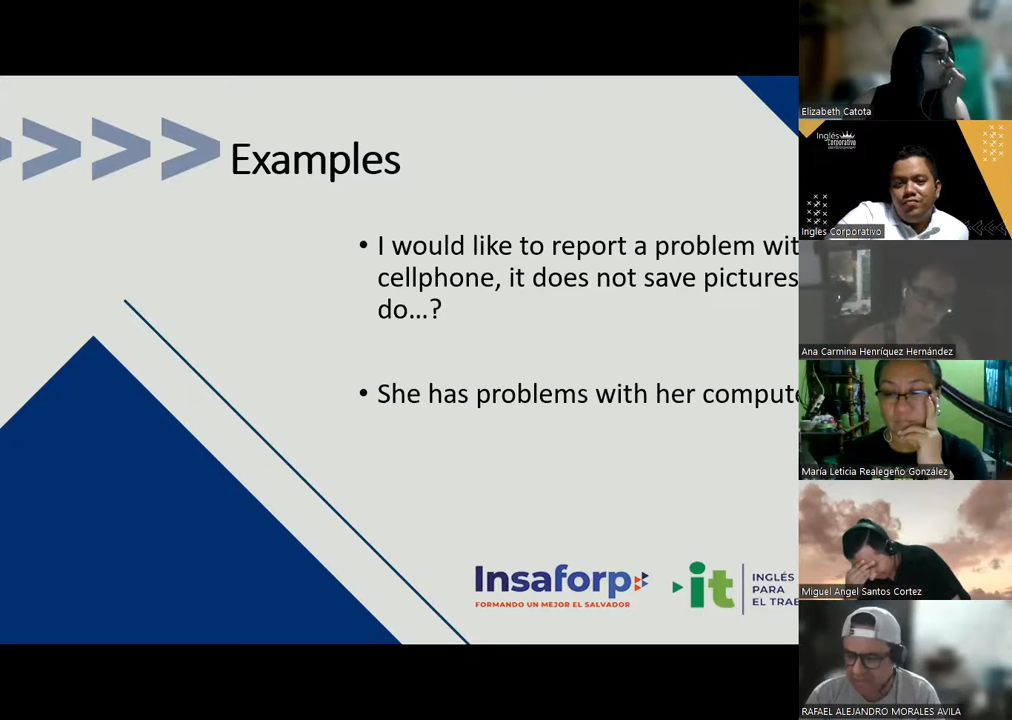 Examples
• I would like to report a problem wit
cellphone, it does not save pictures
do...?
• She has problems with her compute
Insaforp
FORMANDO UN MEJOR EL SALVADOR
it
INGLÉS
PARA
EL TRAB
Elizabeth Catota
Inglés
Corporativo
Ingles Corporativo
Ana Carmina Henríquez Hernández
María Leticia Realegeño González
Miguel Angel Santos Cortez
RAFAEL ALEJANDRO MORALES AVILA